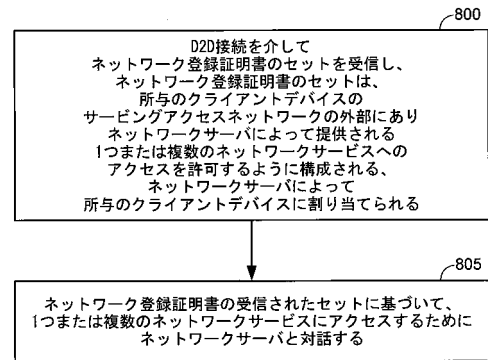 800
D2D接続を介して
ネットワーク登録証明書のセットを受信し、
ネットワーク登録証明書のセットは、
所与のクライアントデバイスの
サービングアクセスネットワークの外部にあり
ネットワークサーバによって提供される
1つまたは複数のネットワークサービスへの
アクセスを許可するように構成される、
ネットワークサーバによって
所与のクライアントデバイスに割り当てられる
805
ネットワーク登録証明書の受信されたセットに基づいて、
1つまたは複数のネットワークサービスにアクセスするために
ネットワークサーバと対話する